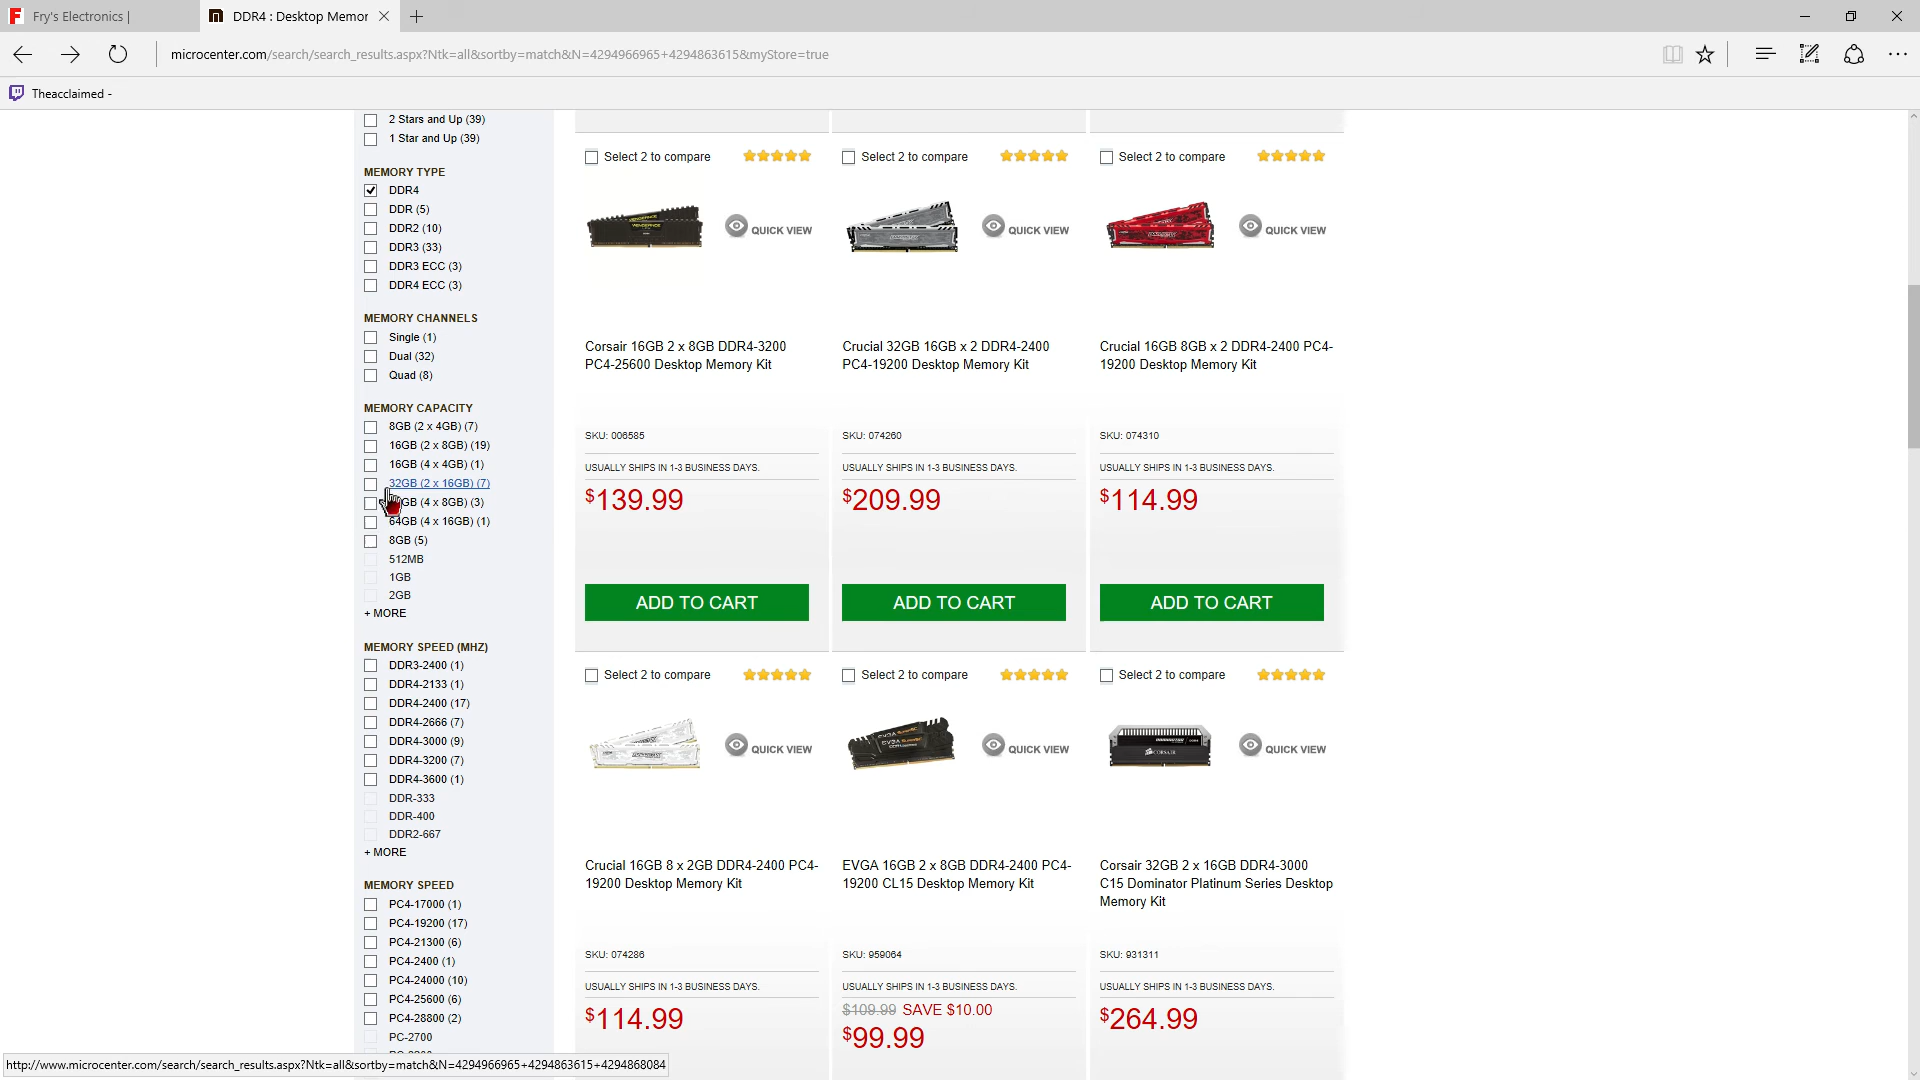 Fry's Electronics |
DDR4 : Desktop Memor
microcenter.com/search/search_results.aspx?Ntk=all&sortby=match&N=4294966965+4294863615&myStore=true
Theacclaimed -
2 Stars and Up (39)
1 Star and Up (39)
MEMORY TYPE
DDR4
DDR (5)
DDR2 (10)
DDR3 (33)
DDR3 ECC (3)
DDR4 ECC (3)
MEMORY CHANNELS
Single (1)
Dual (32)
Quad (8)
MEMORY CAPACITY
8GB (2 x 4GB) (7)
16GB (2 x 8GB) (19)
16GB (4 x 4GB) (1)
32GB (2 x 16GB) (7)
GB (4 x 8GB) (3)
64GB (4 x 16GB) (1)
8GB (5)
512MB
1GB
2GB
+ MORE
MEMORY SPEED (MHZ)
DDR3-2400 (1)
DDR4-2133 (1)
DDR4-2400 (17)
DDR4-2666 (7)
DDR4-3000 (9)
DDR4-3200 (7)
DDR4-3600 (1)
DDR-333
DDR-400
DDR2-667
+ MORE
MEMORY SPEED
PC4-17000 (1)
PC4-19200 (17)
PC4-21300 (6)
PC4-2400 (1)
PC4-24000 (10)
PC4-25600 (6)
PC4-28800 (2)
PC-2700
Select 2 to compare
QUICK VIEW
Corsair 16GB 2 x 8GB DDR4-3200
PC4-25600 Desktop Memory Kit
SKU: 006585
USUALLY SHIPS IN 1-3 BUSINESS DAYS.
$139.99
ADD TO CART
Select 2 to compare
QUICK VIEW
Crucial 32GB 16GB x 2 DDR4-2400
PC4-19200 Desktop Memory Kit
SKU: 074260
USUALLY SHIPS IN 1-3 BUSINESS DAYS.
$209.99
ADD TO CART
Select 2 to compare
QUICK VIEW
Crucial 16GB 8GB x 2 DDR4-2400 PC4-
19200 Desktop Memory Kit
SKU: 074310
USUALLY SHIPS IN 1-3 BUSINESS DAYS.
$114.99
ADD TO CART
Select 2 to compare
QUICK VIEW
Crucial 16GB 8 x 2GB DDR4-2400 PC4-
19200 Desktop Memory Kit
SKU: 074286
USUALLY SHIPS IN 1-3 BUSINESS DAYS.
$114.99
Select 2 to compare
QUICK VIEW
EVGA 16GB 2 x 8GB DDR4-2400 PC4-
19200 CL15 Desktop Memory Kit
SKU: 959064
USUALLY SHIPS IN 1-3 BUSINESS DAYS.
$109.99 SAVE $10.00
$99.99
Select 2 to compare
QUICK VIEW
CORSAIR
Corsair 32GB 2 x 16GB DDR4-3000
C15 Dominator Platinum Series Desktop
Memory Kit
SKU: 931311
USUALLY SHIPS IN 1-3 BUSINESS DAYS.
$264.99
http://www.microcenter.com/search/search_results.aspx?Ntk=all&sortby=match&N=4294966965+4294863615+4294868084